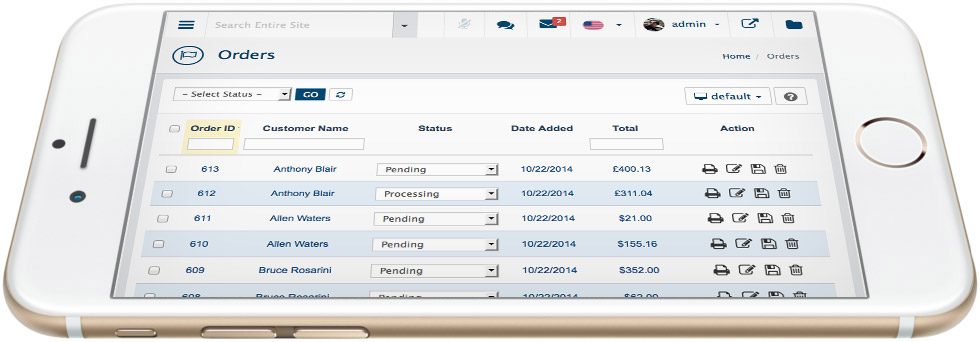 Search Entire Site 2 admin
Orders Home / Orders
– Select Status – GO default ?
Order ID Customer Name Status Date Added Total Action
613 Anthony Blair Pending 10/22/2014 £400.13
612 Anthony Blair Processing 10/22/2014 £311.04
611 Allen Waters Pending 10/22/2014 $21.00
610 Allen Waters Pending 10/22/2014 $155.16
609 Bruce Rosarini Pending 10/22/2014 $352.00
608 Bruce Rosarini Pending 10/22/2014 $62.00